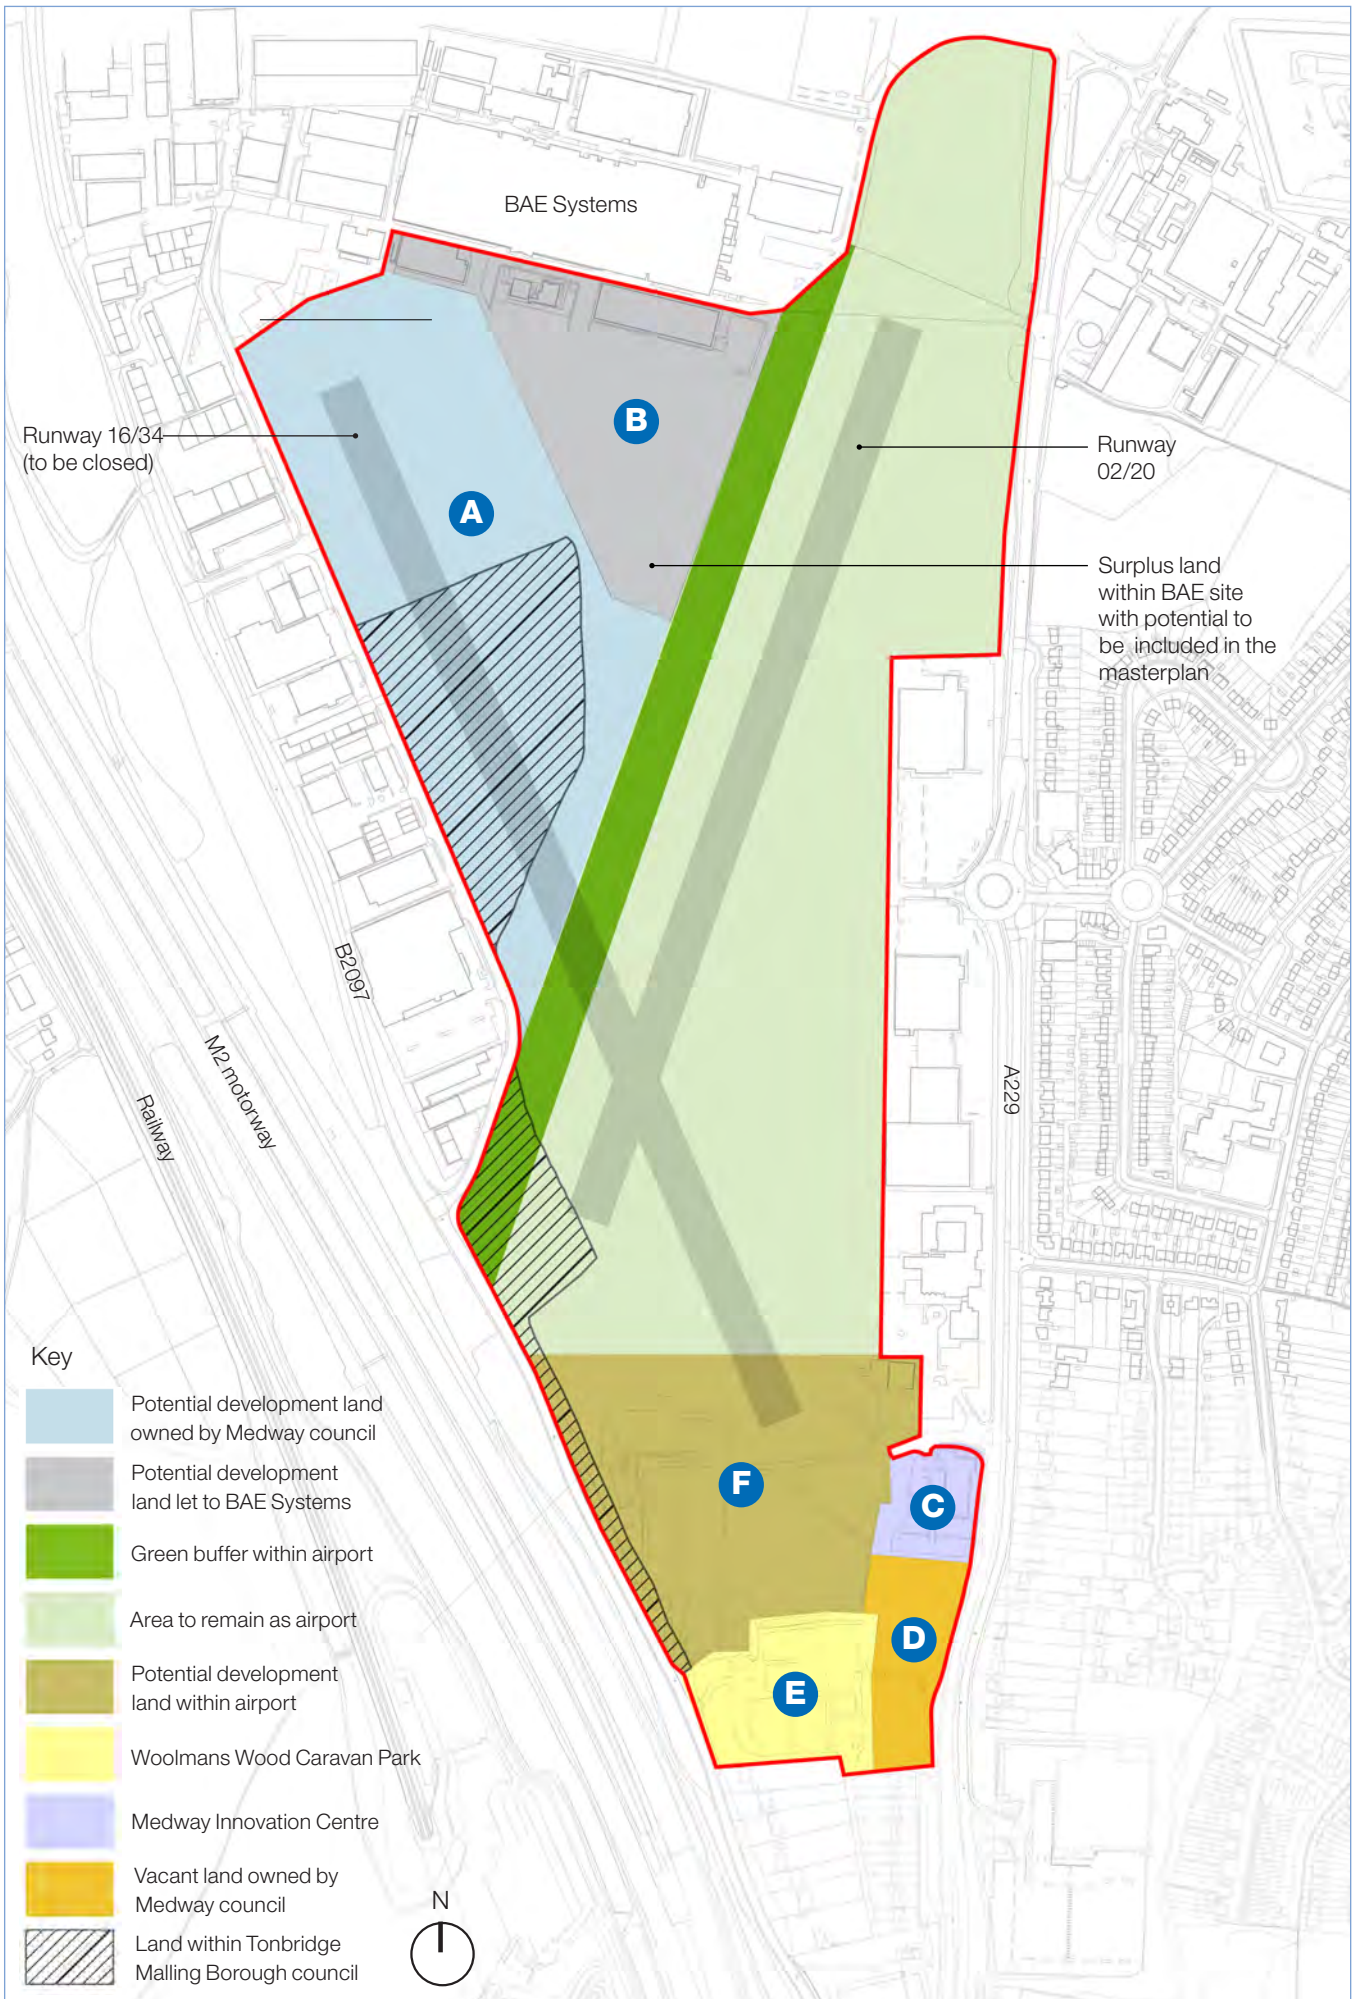 BAE Systems
B
Runway 16/34
(to be closed)
Runway
02/20
A
Surplus land
within BAE site
with potential to
be included in the
masterplan
B2097
M2 motorway
Railway
A229
Key
Potential development land
owned by Medway council
Potential development
land let to BAE Systems
Green buffer within airport
Area to remain as airport
Potential development
land within airport
Woolmans Wood Caravan Park
Medway Innovation Centre
Vacant land owned by
Medway council
Land within Tonbridge
Malling Borough council
F
C
D
E
N